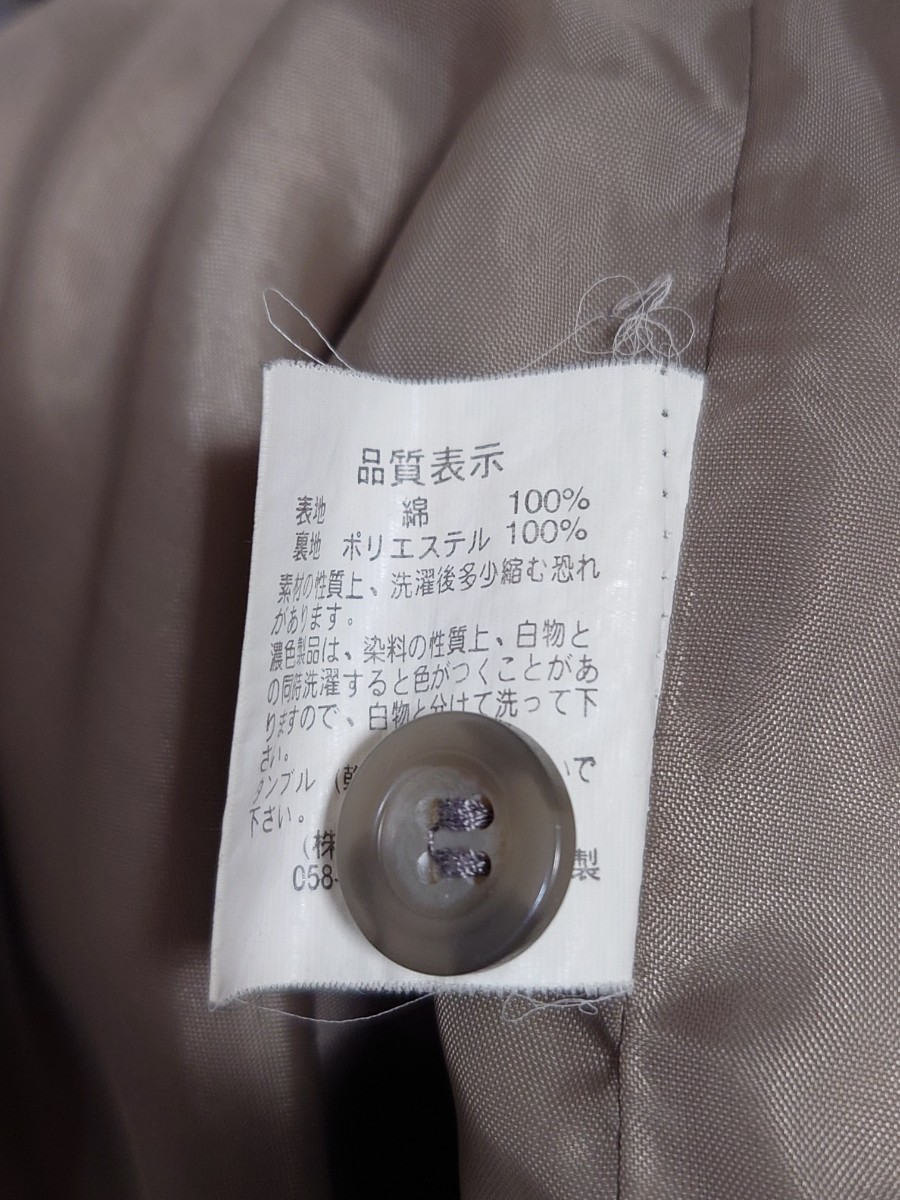 品質表示
表地 綿 100%
裏地 ポリエステル 100%
素材の性質上、洗濯後多少縮む恐れ
があります。
濃色製品は、染料の性質上、白物と
の同時洗濯すると色がつくことがあ
りますので、白物と分けて洗って下
さい。
タンブル (乾 いで
下さい。
(株
058- 製